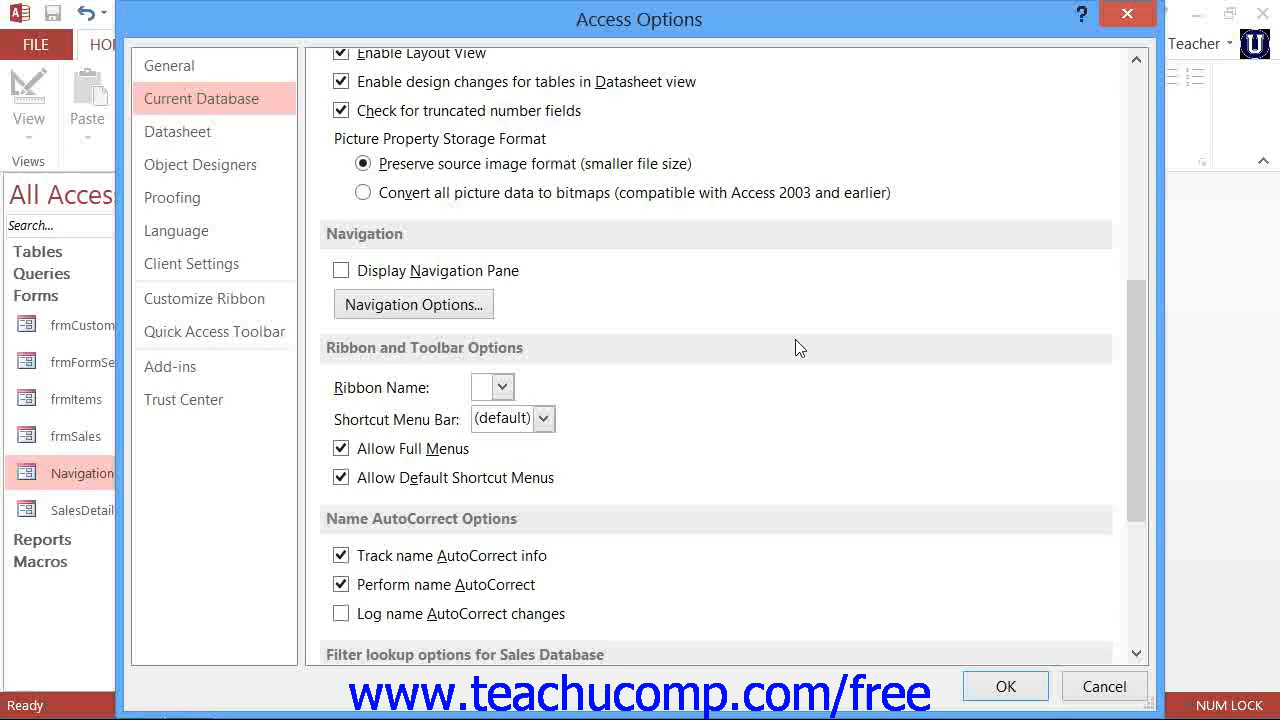 Access Options
?
FILE
HO
Teacher
View
Paste
Views
All Acces
Search...
Tables
Queries
Forms
frmCustom
frmFormSe
frmItems
frmSales
Navigation
SalesDetail
Reports
Macros
General
Current Database
Datasheet
Object Designers
Proofing
Language
Client Settings
Customize Ribbon
Quick Access Toolbar
Add-ins
Trust Center
Enable Layout View
Enable design changes for tables in Datasheet view
Check for truncated number fields
Picture Property Storage Format
Preserve source image format (smaller file size)
Convert all picture data to bitmaps (compatible with Access 2003 and earlier)
Navigation
Display Navigation Pane
Navigation Options...
Ribbon and Toolbar Options
Ribbon Name:
Shortcut Menu Bar: (default)
Allow Full Menus
Allow Default Shortcut Menus
Name AutoCorrect Options
Track name AutoCorrect info
Perform name AutoCorrect
Log name AutoCorrect changes
Filter lookup options for Sales Database
www.teachucomp.com/free
OK
Cancel
Ready
NUM LOCK